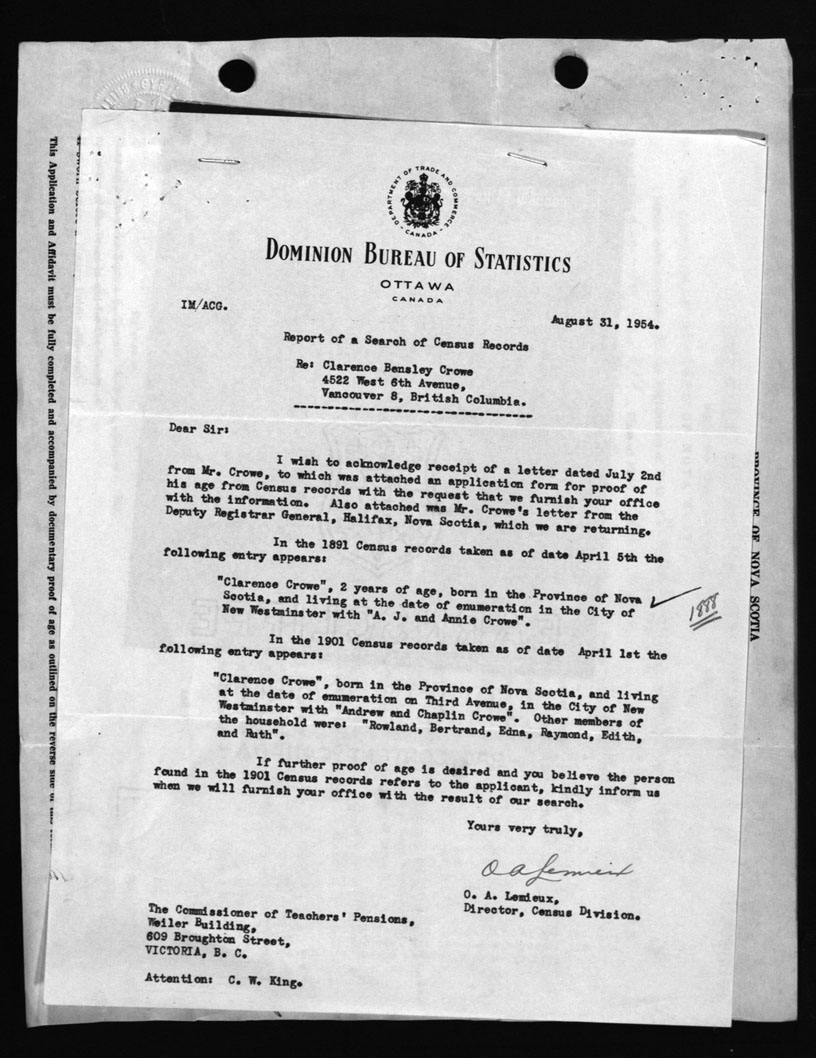 DEPARTMENT OF TRADE AND COMMERCE
CANADA
DOMINION BUREAU OF STATISTICS
OTTAWA
CANADA
IM/ACG.
August 31, 1954.
Report of a Search of Census Records
Re: Clarence Bensley Crowe
4522 West 6th Avenue,
Vancouver 8, British Columbia.
Dear Sir:
I wish to acknowledge receipt of a letter dated July 2nd
from Mr. Crowe, to which was attached an application form for proof of
his age from Census records with the request that we furnish your office
with the information. Also attached was Mr. Crowe's letter from the
Deputy Registrar General, Halifax, Nova Scotia, which we are returning.
In the 1891 Census records taken as of date April 5th the
following entry appears:
"Clarence Crowe", 2 years of age, born in the Province of Nova
Scotia, and living at the date of enumeration in the City of
New Westminster with "A. J. and Annie Crowe".
1888
In the 1901 Census records taken as of date April 1st the
following entry appears:
"Clarence Crowe", born in the Province of Nova Scotia, and living
at the date of enumeration on Third Avenue, in the City of New
Westminster with "Andrew and Chaplin Crowe". Other members of
the household were: "Rowland, Bertrand, Edna, Raymond, Edith,
and Ruth".
If further proof of age is desired and you believe the person
found in the 1901 Census records refers to the applicant, kindly inform us
when we will furnish your office with the result of our search.
Yours very truly,
O A Lemieux
O. A. Lemieux,
Director, Census Division.
The Commissioner of Teachers' Pensions,
Weiler Building,
609 Broughton Street,
VICTORIA, B. C.
Attention: C. W. King.
This Application and Affidavit must be fully completed and accompanied by documentary proof of age as outlined on the reverse side of this
PROVINCE OF NOVA SCOTIA